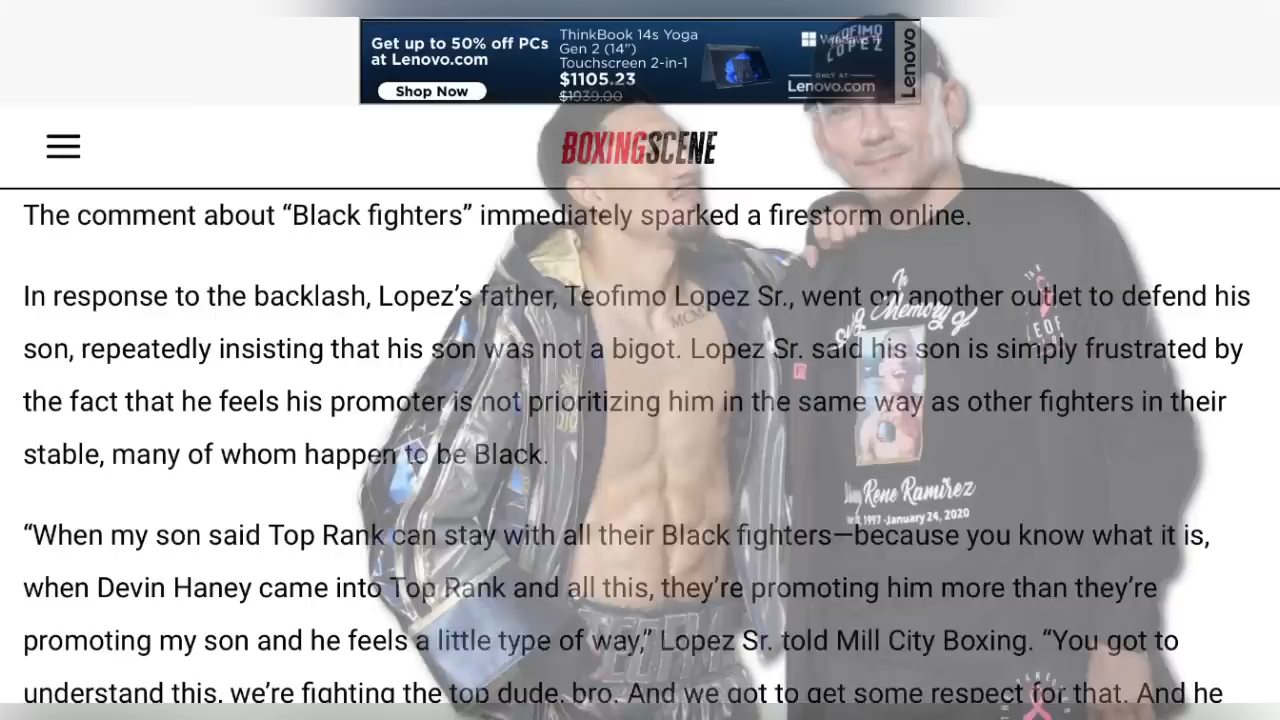 Get up to 50% off PCs
at Lenovo.com
Shop Now
ThinkBook 14s Yoga
Gen 2 (14")
Touchscreen 2-in-1
$1105.23
$1939.00
ONLY AT
Lenovo.com
Lenovo
LOPEZ
BOXINGSCENE
The comment about “Black fighters” immediately sparked a firestorm online.
In response to the backlash, Lopez’s father, Teofimo Lopez Sr., went on another outlet to defend his
son, repeatedly insisting that his son was not a bigot. Lopez Sr. said his son is simply frustrated by
the fact that he feels his promoter is not prioritizing him in the same way as other fighters in their
stable, many of whom happen to be Black.
“When my son said Top Rank can stay with all their Black fighters—because you know what it is,
when Devin Haney came into Top Rank and all this, they’re promoting him more than they’re
promoting my son and he feels a little type of way,” Lopez Sr. told Mill City Boxing. “You got to
understand this, we’re fighting the top dude, bro. And we got to get some respect for that. And he
In
Memory of
Rene Ramirez
1997 -January 24, 2020
MCM